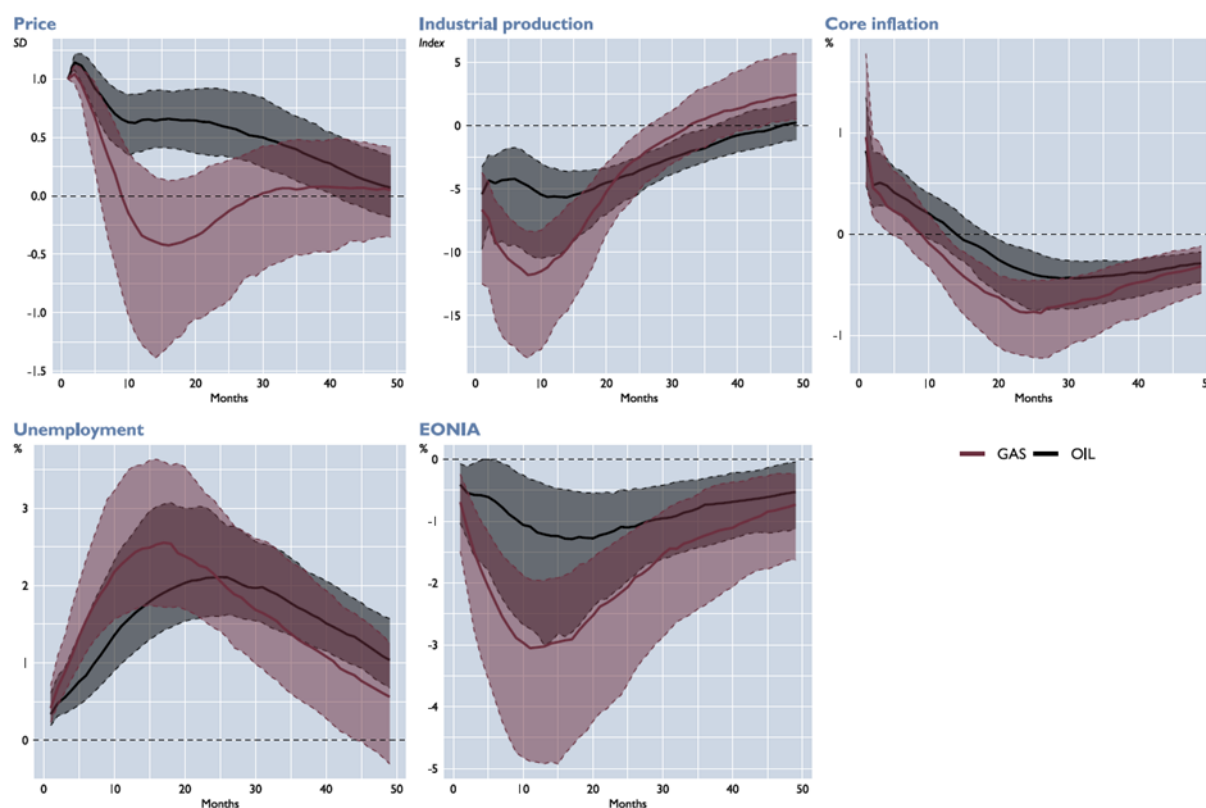 Price
SD
1.0
0.5
0.0
-0.5
-1.0
-1.5
0 10 20 30 40 50
Months
Industrial production
Index
5
0
-5
-10
-15
0 10 20 30 40 50
Months
Core inflation
%
1
0
-1
0 10 20 30 40 50
Months
Unemployment
%
3
2
1
0
0 10 20 30 40 50
Months
EONIA
%
0
-1
-2
-3
-4
-5
0 10 20 30 40 50
Months
GAS OIL